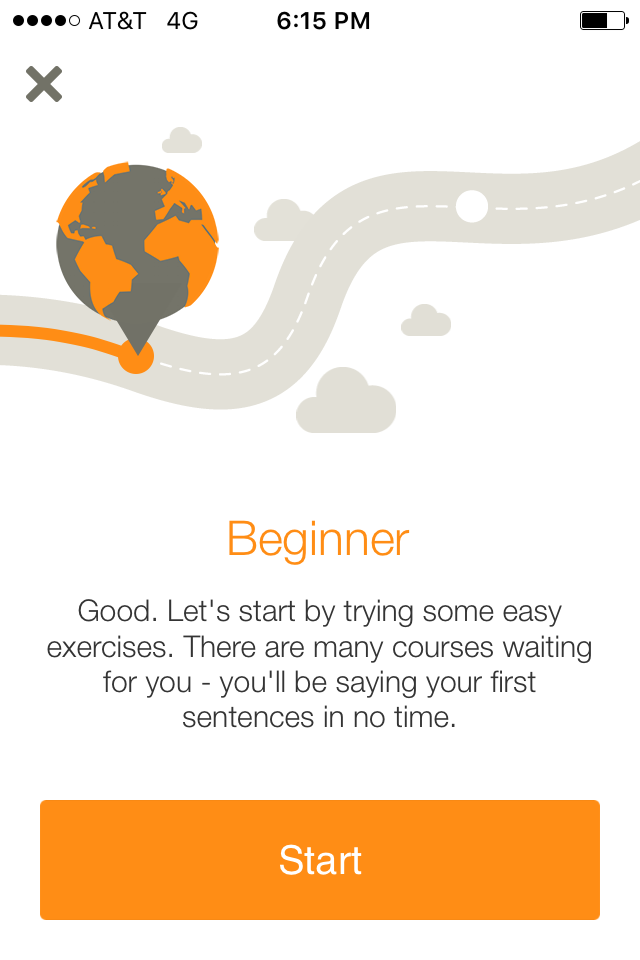 AT&T 4G 6:15 PM
Beginner
Good. Let's start by trying some easy
exercises. There are many courses waiting
for you - you'll be saying your first
sentences in no time.
Start